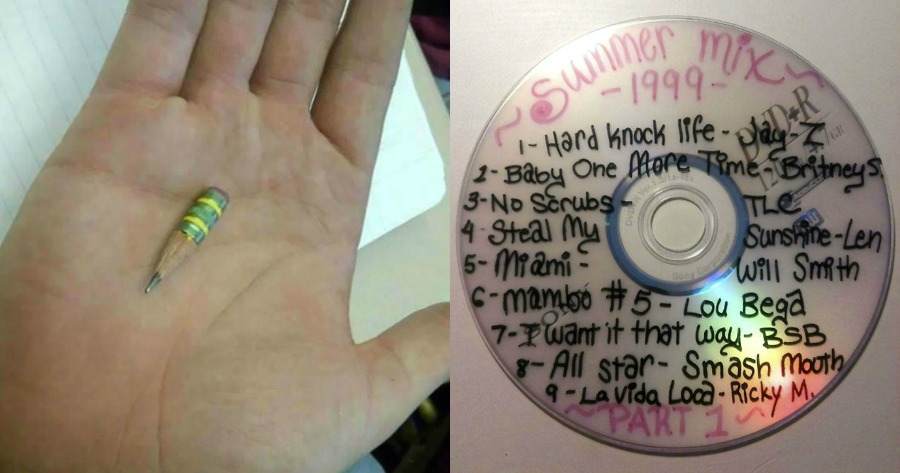 ~Summer Mix~
-1999-
DVD+R
1- Hard knock life - Jay-Z
2- Baby One More Time - Britney S.
3- No Scrubs - TLC
4- Steal My Sunshine - Len
5- Miami - Will Smith
6- Mambo #5 - Lou Bega
7- I want it that way - BSB
8- All star - Smash Mouth
9 - La Vida Loca - Ricky M.
~PART 1~